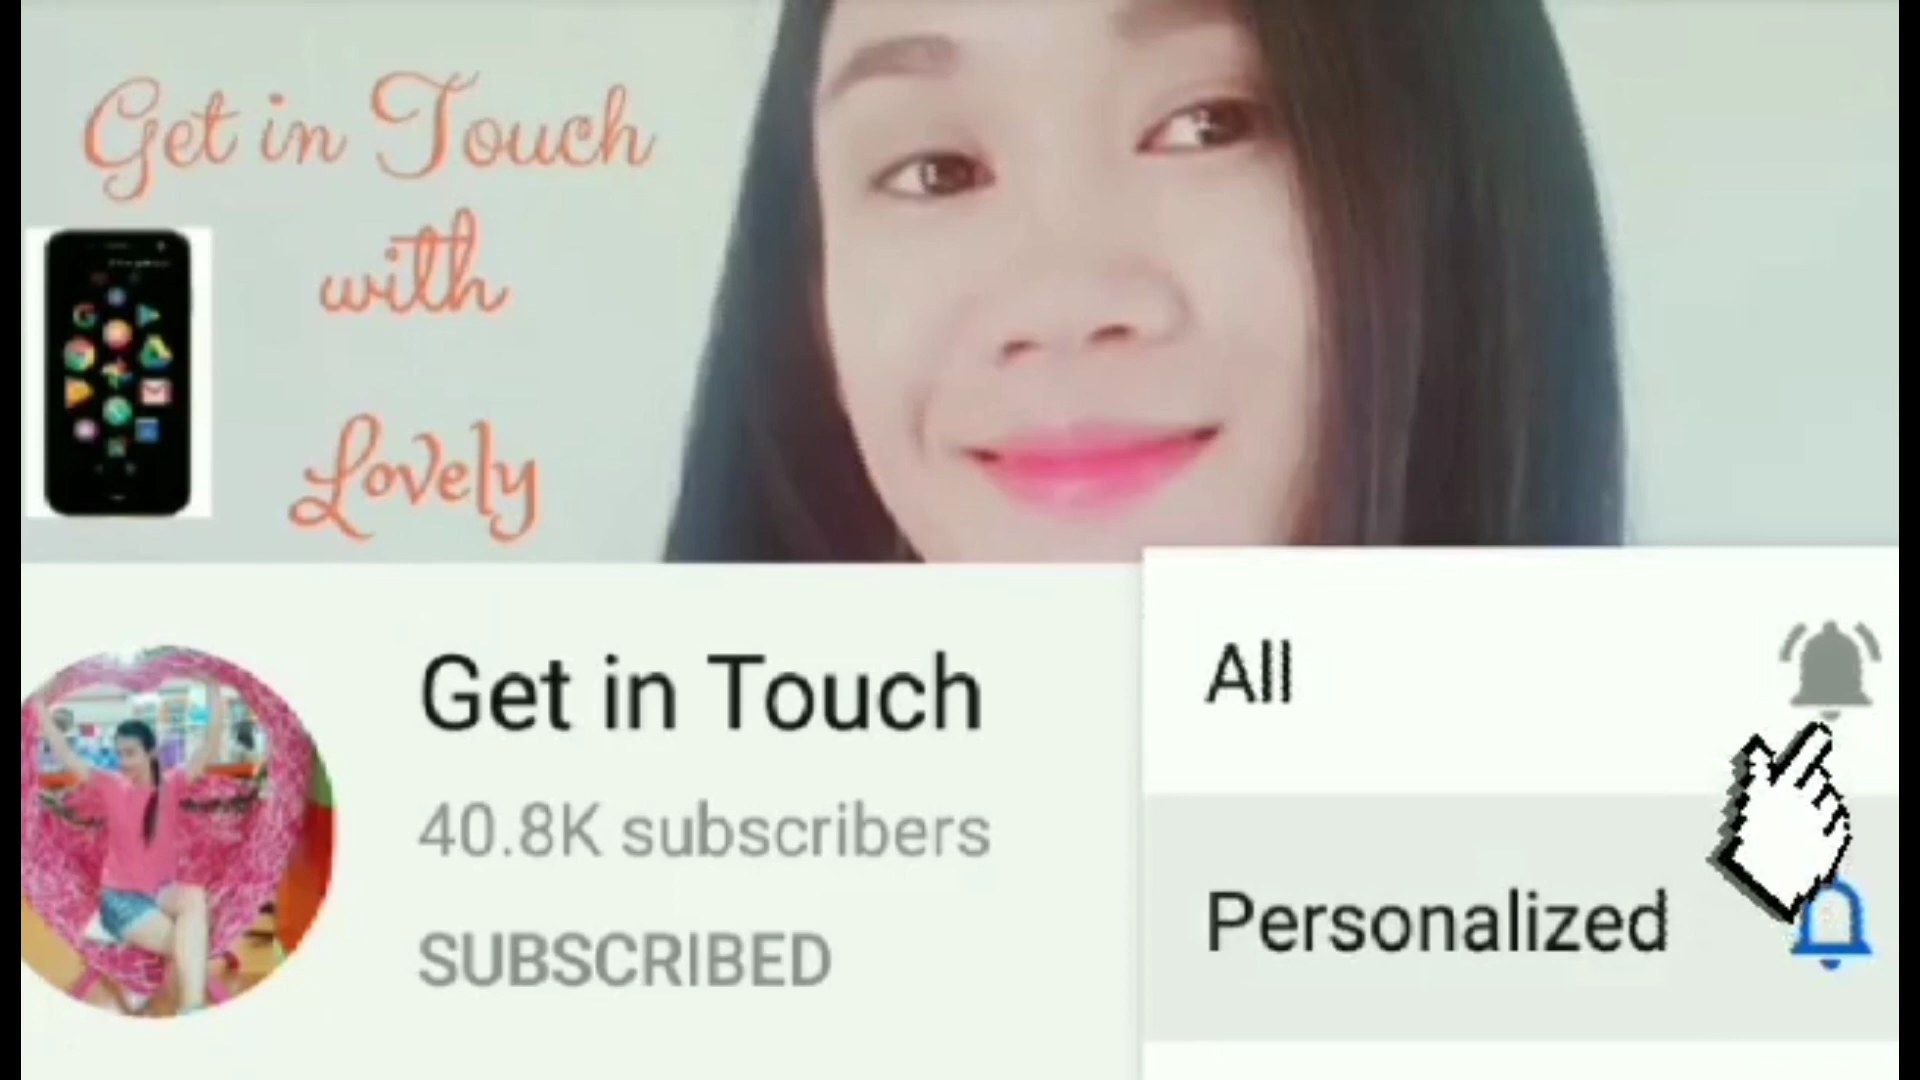 Get in Touch
with
Lovely
Get in Touch
40.8K subscribers
SUBSCRIBED
All
Personalized